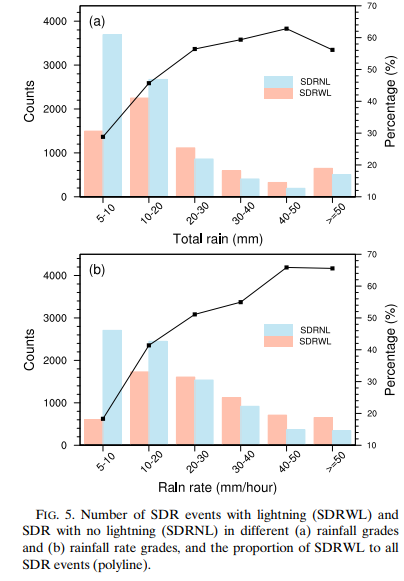 (a)
4000
3000
2000
1000
0
Counts
70
60
50
40
30
20
10
Percentage (%)
SDRNL
SDRWL
5-10
10-20
20-30
30-40
40-50
>=50
Total rain (mm)
(b)
4000
3000
2000
1000
0
Counts
70
60
50
40
30
20
10
Percentage (%)
SDRNL
SDRWL
5-10
10-20
20-30
30-40
40-50
>=50
Rain rate (mm/hour)
FIG. 5. Number of SDR events with lightning (SDRWL) and
SDR with no lightning (SDRNL) in different (a) rainfall grades
and (b) rainfall rate grades, and the proportion of SDRWL to all
SDR events (polyline).